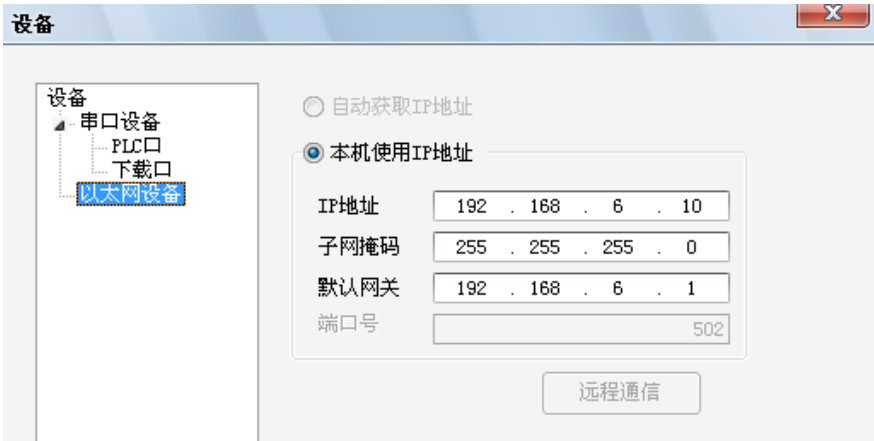 设备
设备
串口设备
PLC口
下载口
以太网设备
自动获取IP地址
本机使用IP地址
IP地址 192 . 168 . 6 . 10
子网掩码 255 . 255 . 255 . 0
默认网关 192 . 168 . 6 . 1
端口号 502
远程通信